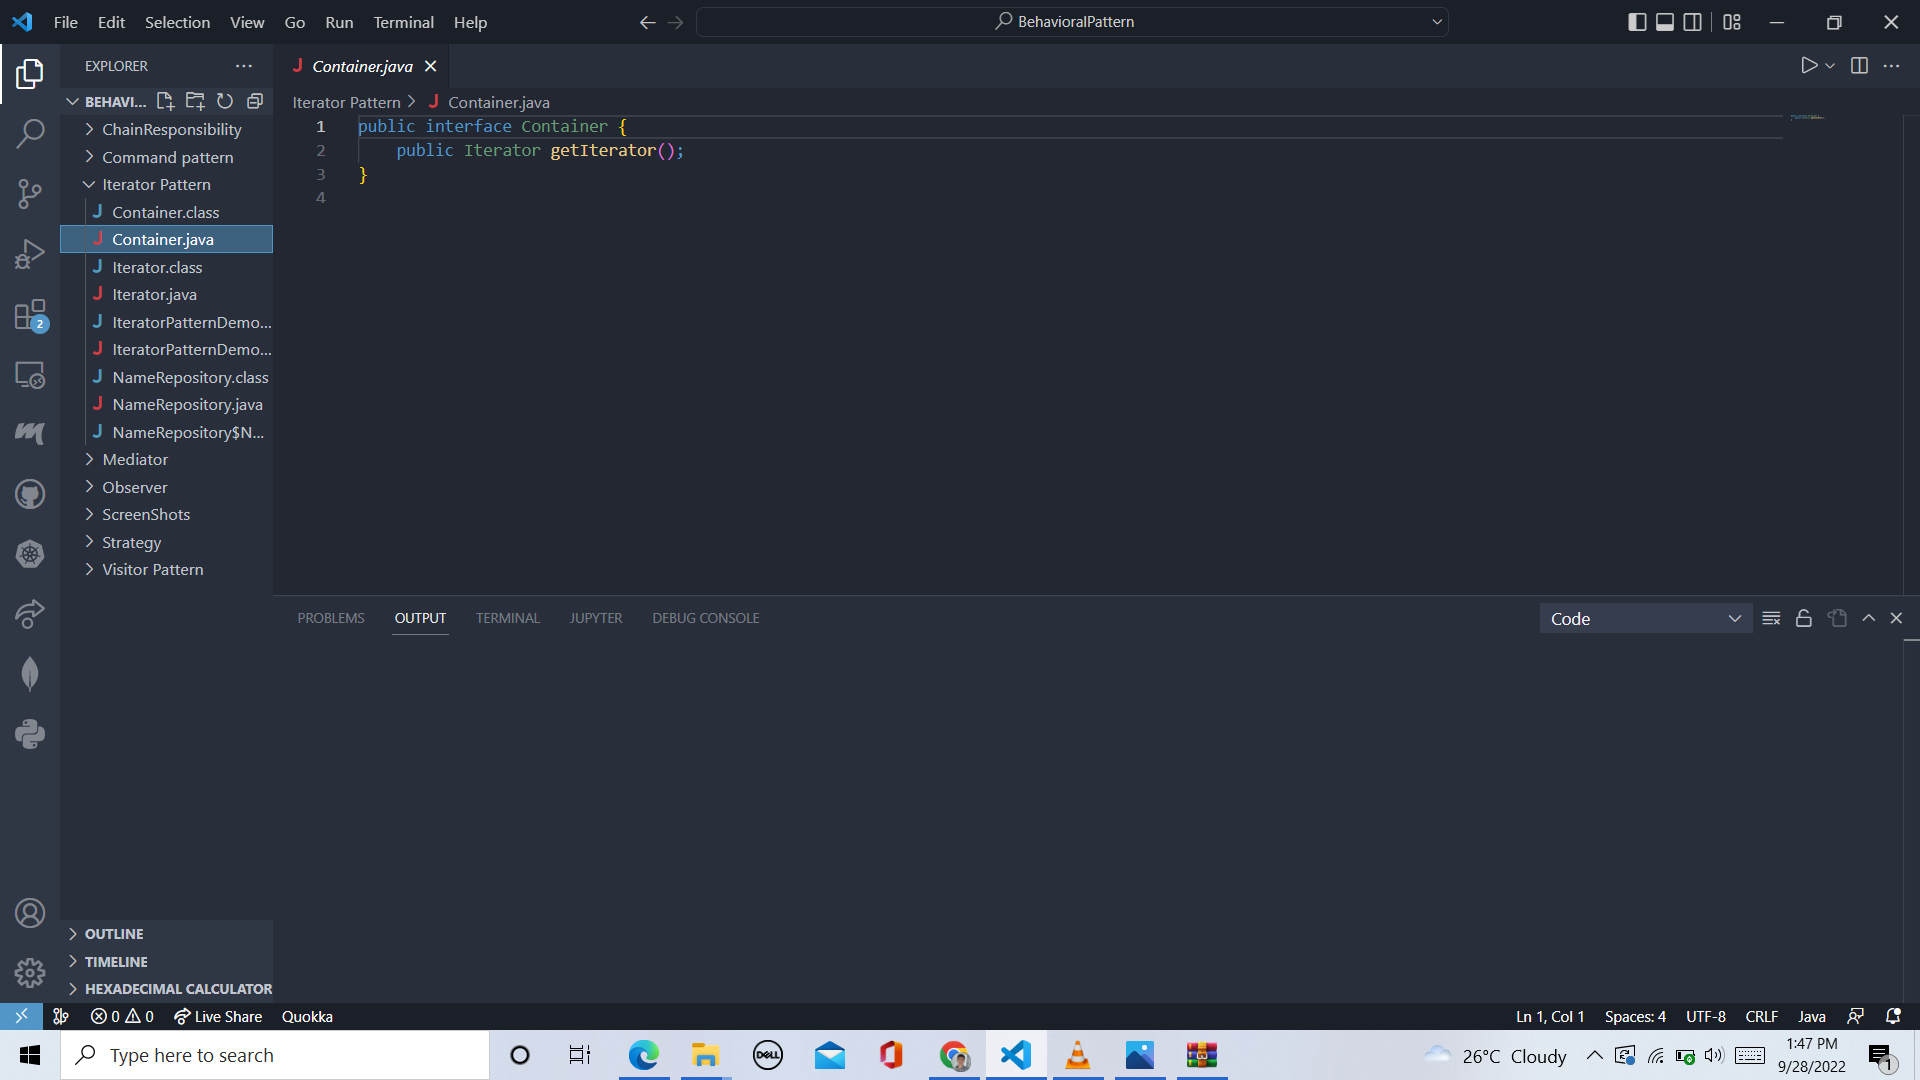 File Edit Selection View Go Run Terminal Help
BehavioralPattern
EXPLORER
BEHAVI...
ChainResponsibility
Command pattern
Iterator Pattern
Container.class
Container.java
Iterator.class
Iterator.java
IteratorPatternDemo...
IteratorPatternDemo...
NameRepository.class
NameRepository.java
NameRepository$N...
Mediator
Observer
ScreenShots
Strategy
Visitor Pattern
OUTLINE
TIMELINE
HEXADECIMAL CALCULATOR
2
Container.java
Iterator Pattern > Container.java
1 public interface Container {
2 public Iterator getIterator();
3 }
4
PROBLEMS OUTPUT TERMINAL JUPYTER DEBUG CONSOLE
Code
0 0 Live Share Quokka
Ln 1, Col 1 Spaces: 4 UTF-8 CRLF Java
Type here to search
DELL
26°C Cloudy
1:47 PM
9/28/2022
1